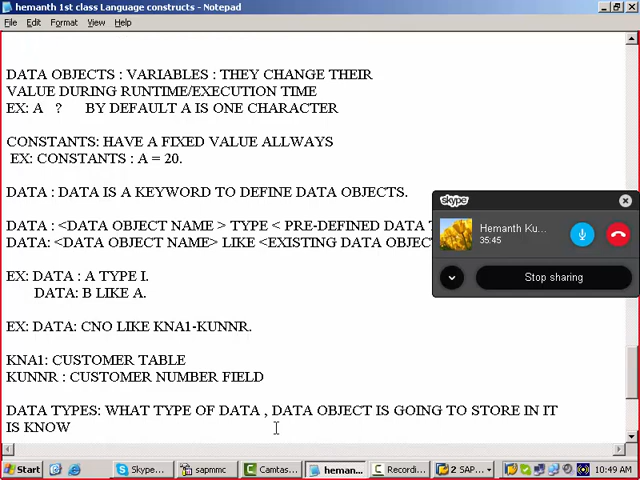 hemanth 1st class Language constructs - Notepad
File Edit Format View Help
DATA OBJECTS : VARIABLES : THEY CHANGE THEIR
VALUE DURING RUNTIME/EXECUTION TIME
EX: A ? BY DEFAULT A IS ONE CHARACTER
CONSTANTS: HAVE A FIXED VALUE ALLWAYS
EX: CONSTANTS : A = 20.
DATA : DATA IS A KEYWORD TO DEFINE DATA OBJECTS.
DATA : <DATA OBJECT NAME > TYPE < PRE-DEFINED DATA T
DATA: <DATA OBJECT NAME> LIKE <EXISTING DATA OBJECT
skype
Hemanth Ku...
35:45
Stop sharing
EX: DATA : A TYPE I.
DATA: B LIKE A.
EX: DATA: CNO LIKE KNA1-KUNNR.
KNA1: CUSTOMER TABLE
KUNNR : CUSTOMER NUMBER FIELD
DATA TYPES: WHAT TYPE OF DATA , DATA OBJECT IS GOING TO STORE IN IT
IS KNOW
Start Skype... sapmmc Camtas... heman... Recordi... 2 SAP... 10:49 AM